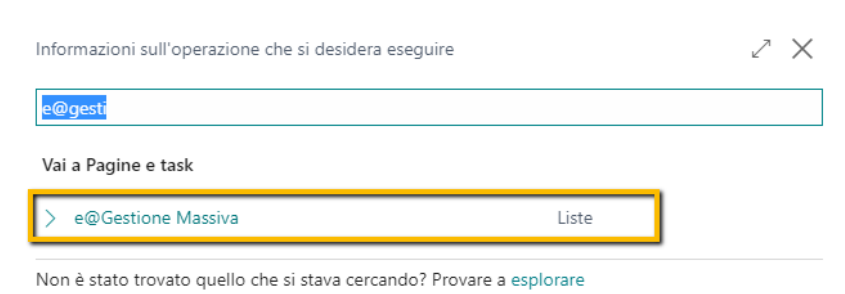 Informazioni sull'operazione che si desidera eseguire
e@gesti
Vai a Pagine e task
e@Gestione Massiva Liste
Non è stato trovato quello che si stava cercando? Provare a esplorare